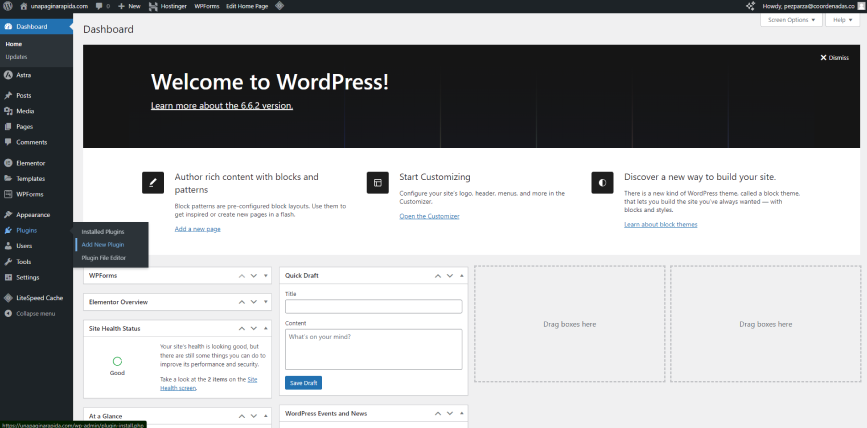 unapaginarapida.com 0 New Hostinger WPForms Edit Home Page Howdy, pezparza@coordenadas.co
Dashboard
Home
Updates
Astra
Posts
Media
Pages
Comments
Elementor
Templates
WPForms
Appearance
Plugins
Users
Tools
Settings
LiteSpeed Cache
Collapse menu
Installed Plugins
Add New Plugin
Plugin File Editor
Dashboard
Screen Options Help
Dismiss
Welcome to WordPress!
Learn more about the 6.6.2 version.
Author rich content with blocks and
patterns
Block patterns are pre-configured block layouts. Use them to
get inspired or create new pages in a flash.
Add a new page
Start Customizing
Configure your site's logo, header, menus, and more in the
Customizer.
Open the Customizer
Discover a new way to build your site.
There is a new kind of WordPress theme, called a block theme,
that lets you build the site you've always wanted — with
blocks and styles.
Learn about block themes
WPForms
Elementor Overview
Site Health Status
Good
Your site's health is looking good, but
there are still some things you can do to
improve its performance and security.
Take a look at the 2 items on the Site
Health screen.
At a Glance
Quick Draft
Title
Content
What's on your mind?
Save Draft
WordPress Events and News
Drag boxes here
Drag boxes here
https://unapaginarapida.com/wp-admin/plugin-install.php